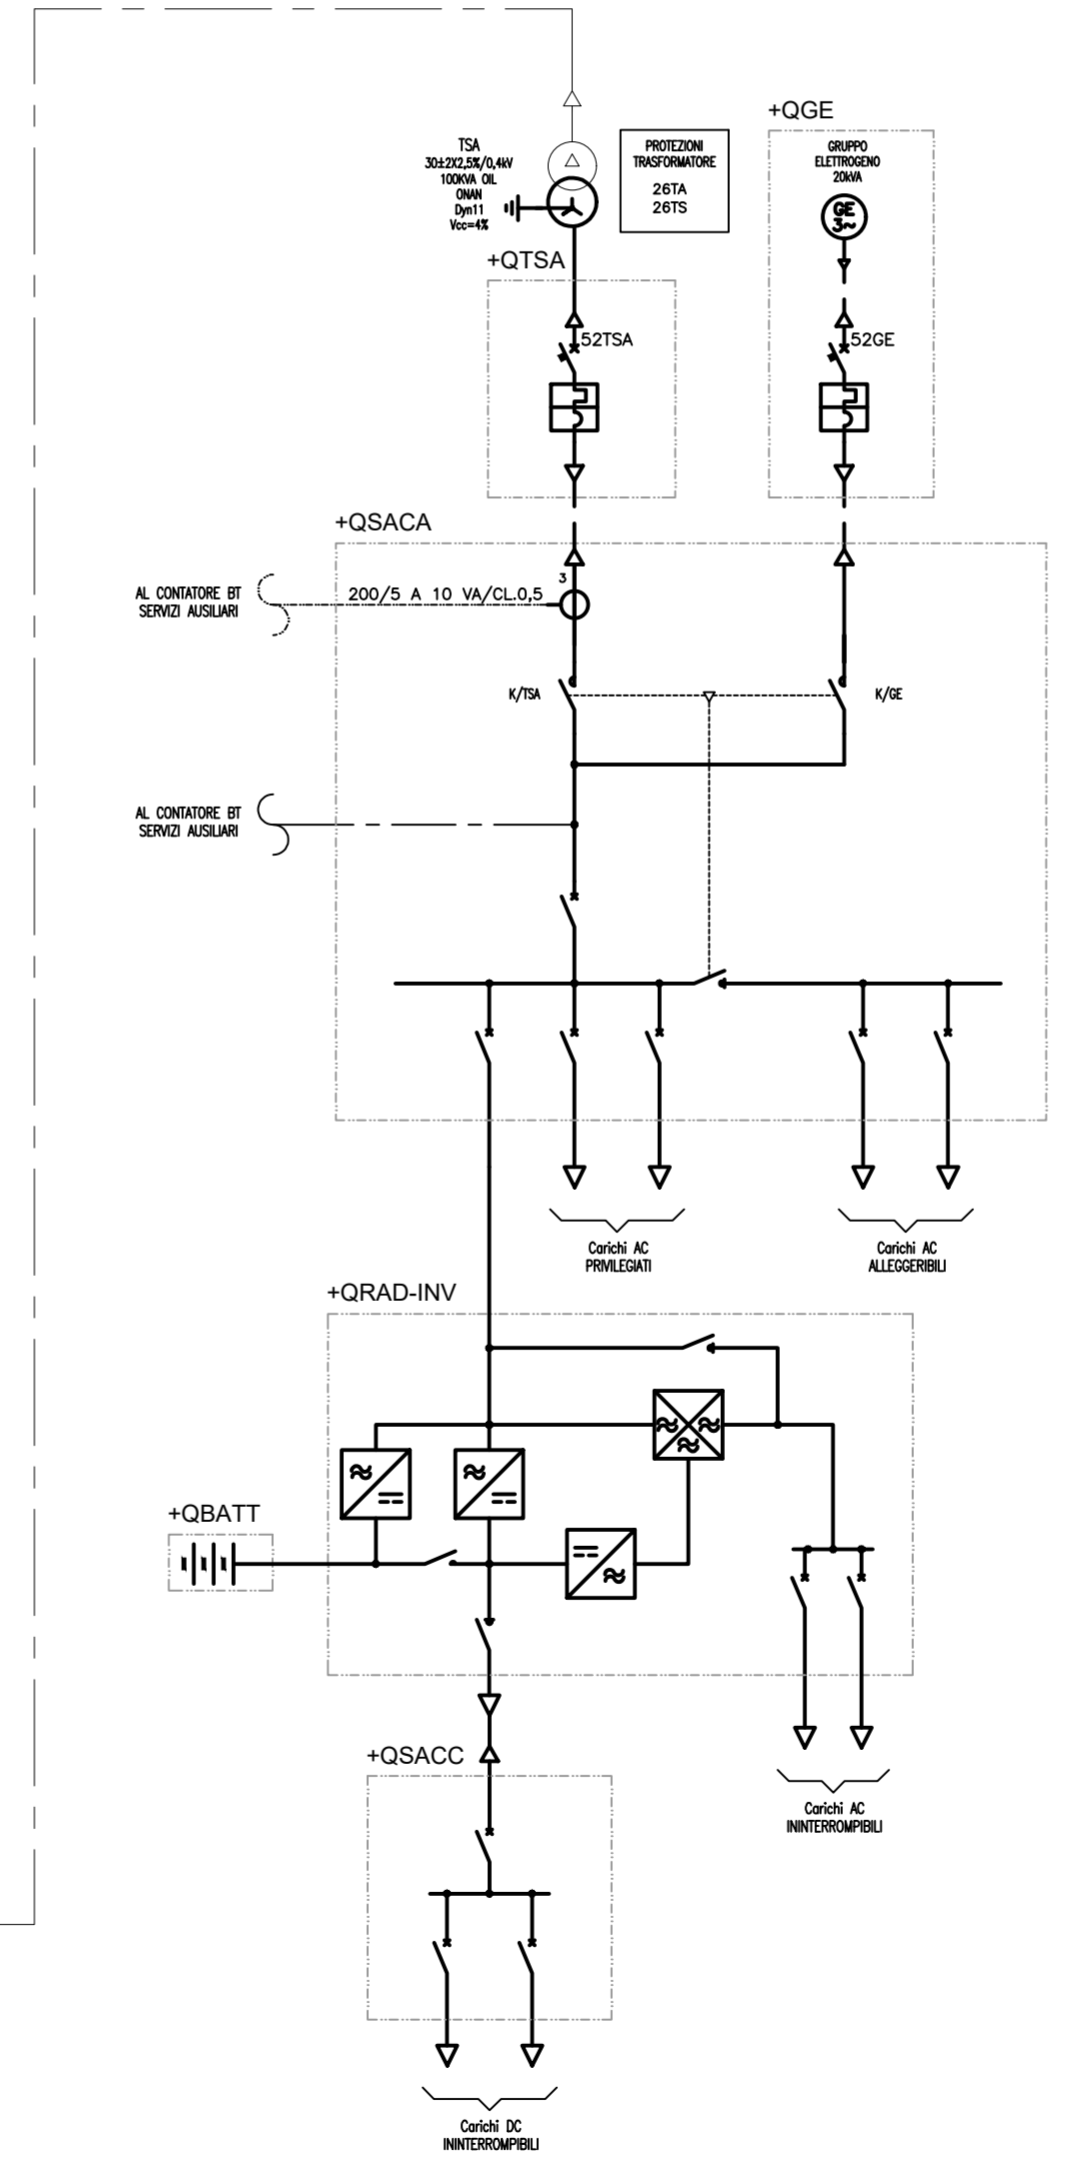 +QGE
TSA
30±2X2,5%/0,4kV
100KVA OIL
ONAN
Dyn11
Vcc=4%
PROTEZIONI
TRASFORMATORE
26TA
26TS
GRUPPO
ELETTROGENO
20kVA
GE
3~
+QTSA
52TSA
52GE
+QSACA
AL CONTATORE BT
SERVIZI AUSILIARI
200/5 A 10 VA/CL.0,5
3
K/TSA
K/GE
AL CONTATORE BT
SERVIZI AUSILIARI
Carichi AC
PRIVILEGIATI
Carichi AC
ALLEGGERIBILI
+QRAD-INV
+QBATT
+QSACC
Carichi AC
ININTERROMPIBILI
Carichi DC
ININTERROMPIBILI